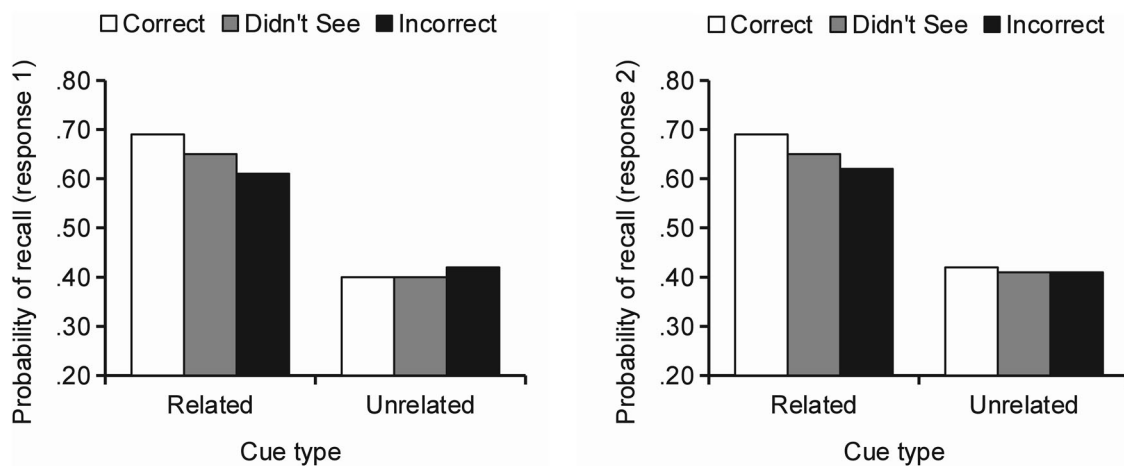 Correct Didn't See Incorrect
Probability of recall (response 1)
.80
.70
.60
.50
.40
.30
.20
Related Unrelated
Cue type
Correct Didn't See Incorrect
Probability of recall (response 2)
.80
.70
.60
.50
.40
.30
.20
Related Unrelated
Cue type